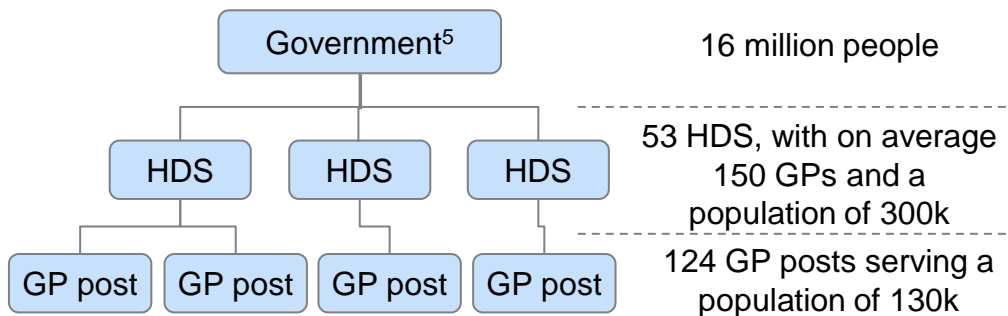 Government⁵
16 million people
HDS
HDS
HDS
53 HDS, with on average
150 GPs and a
population of 300k
GP post
GP post
GP post
GP post
124 GP posts serving a
population of 130k